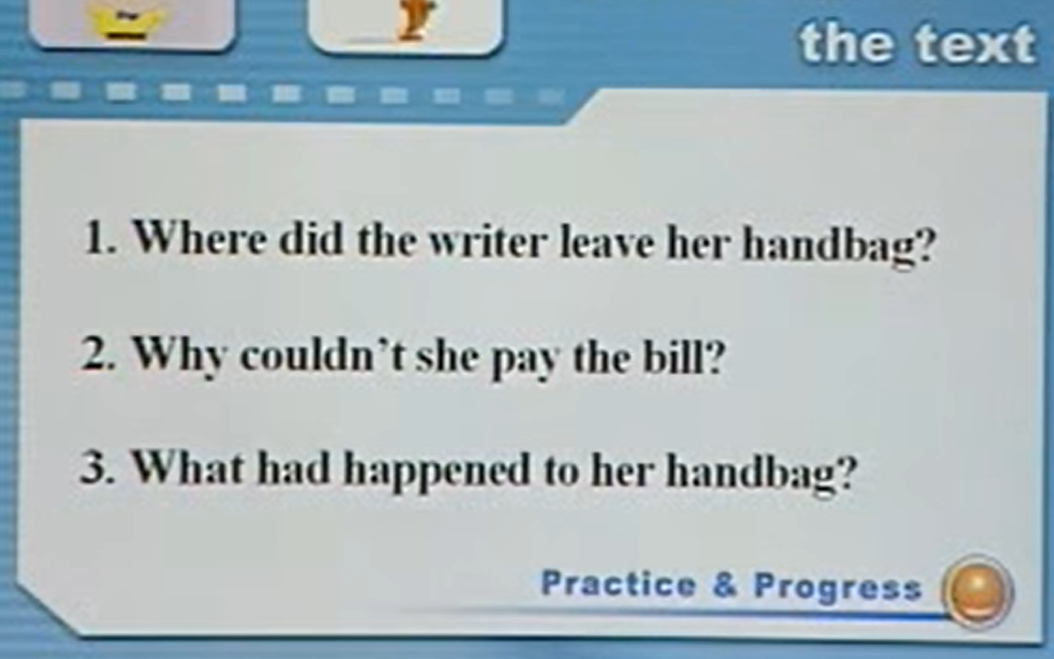 the text
1. Where did the writer leave her handbag?
2. Why couldn't she pay the bill?
3. What had happened to her handbag?
Practice & Progress